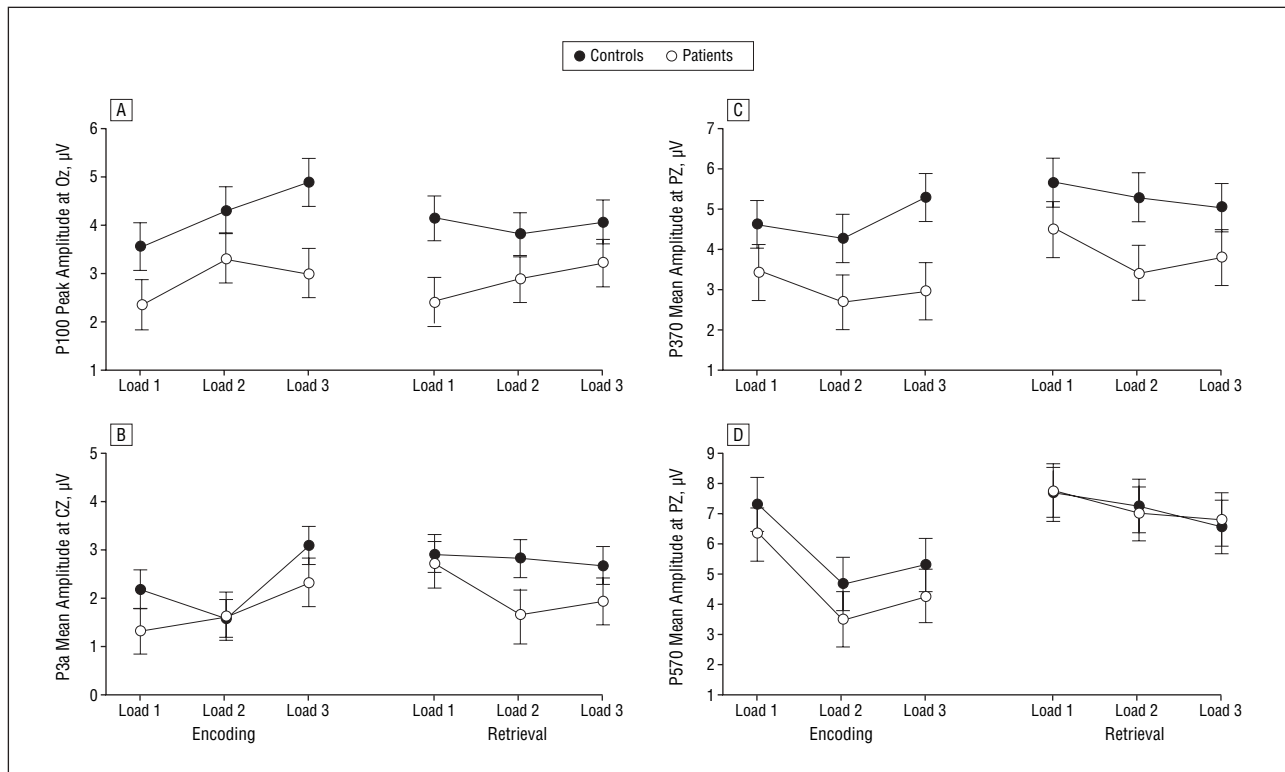 Controls Patients
A
P100 Peak Amplitude at Oz, µV
6
5
4
3
2
1
Load 1 Load 2 Load 3 Load 1 Load 2 Load 3
C
P370 Mean Amplitude at PZ, µV
7
6
5
4
3
2
1
Load 1 Load 2 Load 3 Load 1 Load 2 Load 3
B
P3a Mean Amplitude at CZ, µV
5
4
3
2
1
0
Load 1 Load 2 Load 3 Load 1 Load 2 Load 3
Encoding Retrieval
D
P570 Mean Amplitude at PZ, µV
9
8
7
6
5
4
3
2
1
Load 1 Load 2 Load 3 Load 1 Load 2 Load 3
Encoding Retrieval